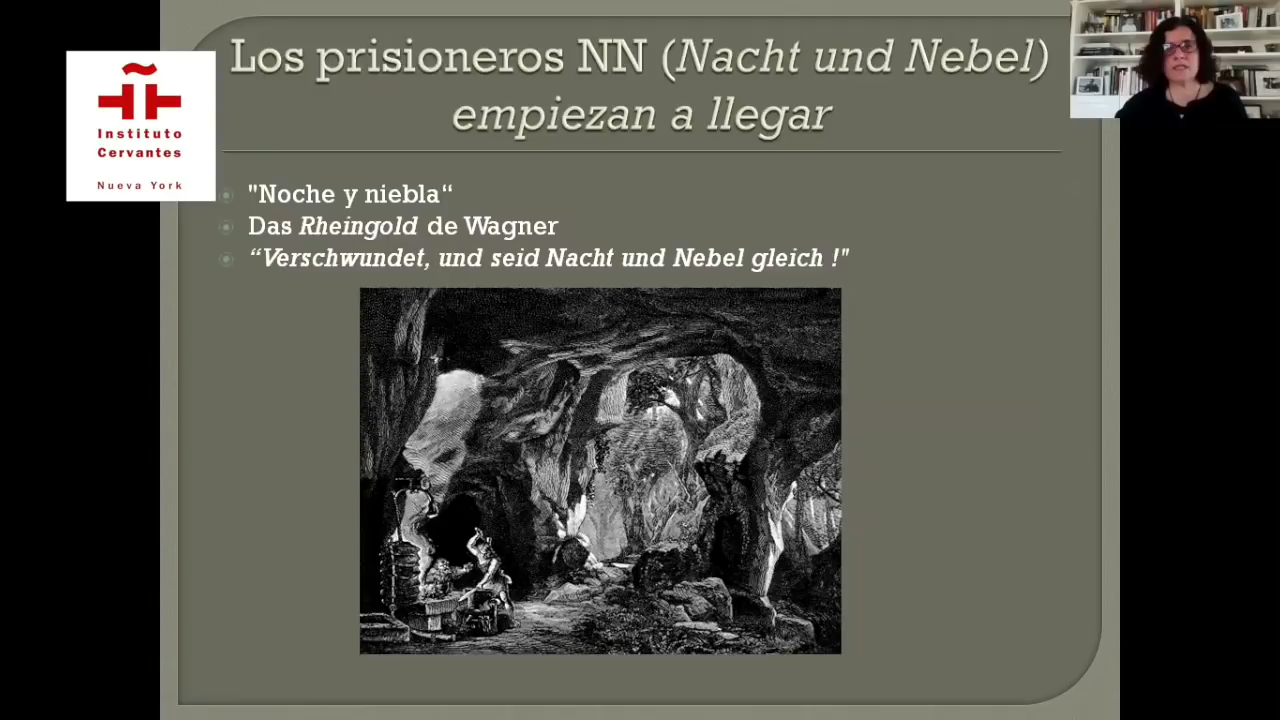 Los prisioneros NN (Nacht und Nebel)
empiezan a llegar
Instituto
Cervantes
Nueva York
"Noche y niebla“
Das Rheingold de Wagner
“Verschwundet, und seid Nacht und Nebel gleich !"